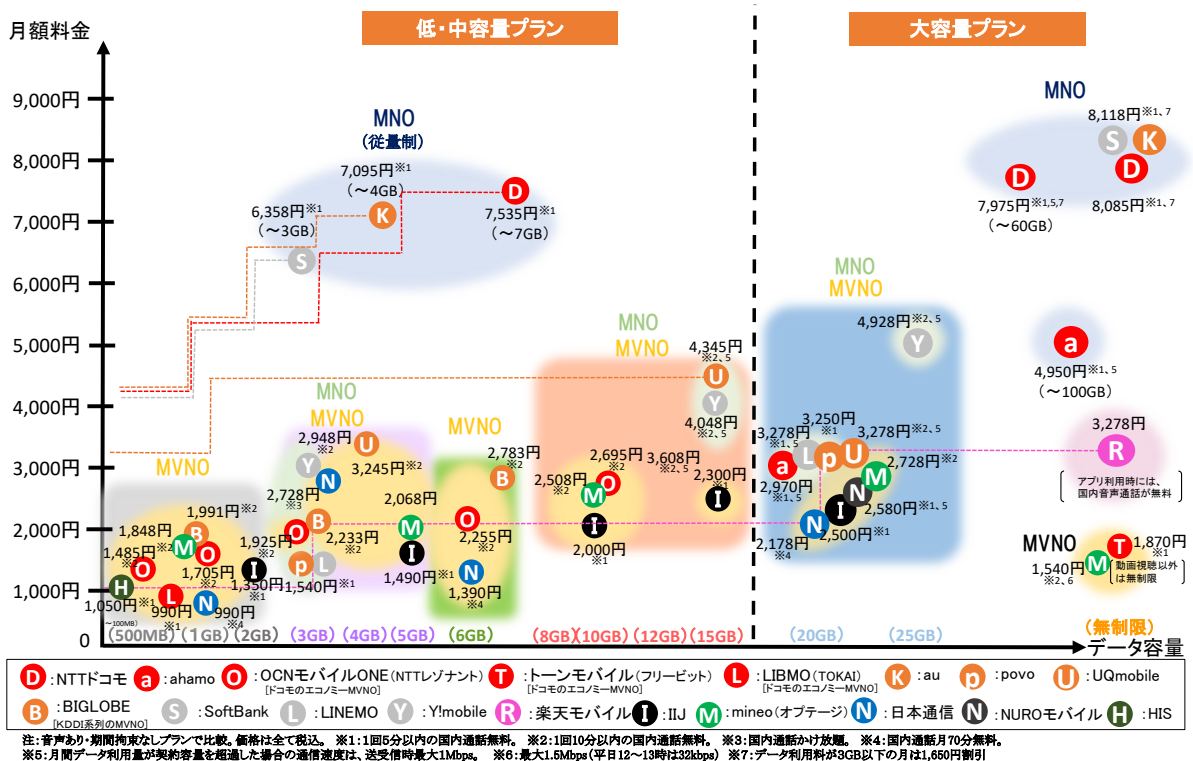 月額料金
低・中容量プラン
大容量プラン
9,000円
8,000円
7,000円
6,000円
5,000円
4,000円
3,000円
2,000円
1,000円
0
MNO
(従量制)
7,095円※1
(～4GB)
K
6,358円※1
(～3GB)
S
D
7,535円※1
(～7GB)
MNO
8,118円※1,7
S
K
D
D
7,975円※1,5,7
(～60GB)
8,085円※1,7
MNO
MVNO
4,928円※2,5
Y
a
4,950円※1,5
(～100GB)
MNO
MVNO
4,345円
※2,5
U
Y
4,048円
※2,5
MNO
MVNO
2,948円
※2
U
Y
3,245円※2
N
2,728円
※3
O
B
2,068円
M
2,233円
※2
I
1,490円※1
p
L
1,540円※1
MVNO
2,783円
※2
B
O
2,255円
※2
I
N
1,390円
※4
2,695円
※2
2,508円
※2
O
M
I
2,000円
※1
3,608円
※2,5
2,300円
※1
I
3,278円
※1,5
3,250円
※1
3,278円※2,5
a
L
p
U
2,970円
※1,5
2,728円※2
M
N
I
2,580円※1,5
N
2,500円※1
2,178円
※4
3,278円
R
アプリ利用時には、
国内音声通話が無料
MVNO
1,848円
1,991円※2
B
M
1,485円※2
O
O
1,925円
※2
1,705円
※2
I
1,350円
※1
H
1,050円※1
～100MB)
L
990円
※1
N
990円
※4
MVNO
T
1,870円
※1
M
1,540円
※2,6
動画視聴以外
は無制限
(500MB)
(1GB)
(2GB)
(3GB)
(4GB)
(5GB)
(6GB)
(8GB)
(10GB)
(12GB)
(15GB)
(20GB)
(25GB)
(無制限)
データ容量
D :NTTドコモ a :ahamo O :OCNモバイルONE(NTTレゾナント) T :トーンモバイル(フリービット) L :LIBMO(TOKAI) K :au p :povo U :UQmobile
[ドコモのエコノミーMVNO] [ドコモのエコノミーMVNO] [ドコモのエコノミーMVNO]
B :BIGLOBE S :SoftBank L :LINEMO Y :Y!mobile R :楽天モバイル I :IIJ M :mineo(オプテージ) N :日本通信 N :NUROモバイル H :HIS
[KDDI系列のMVNO]
注:音声あり・期間拘束なしプランで比較。価格は全て税込。 ※1:1回5分以内の国内通話無料。 ※2:1回10分以内の国内通話無料。 ※3:国内通話かけ放題。 ※4:国内通話月70分無料。
※5:月間データ利用量が契約容量を超過した場合の通信速度は、送受信時最大1Mbps。 ※6:最大1.5Mbps(平日12～13時は32kbps) ※7:データ利用料が3GB以下の月は1,650円割引